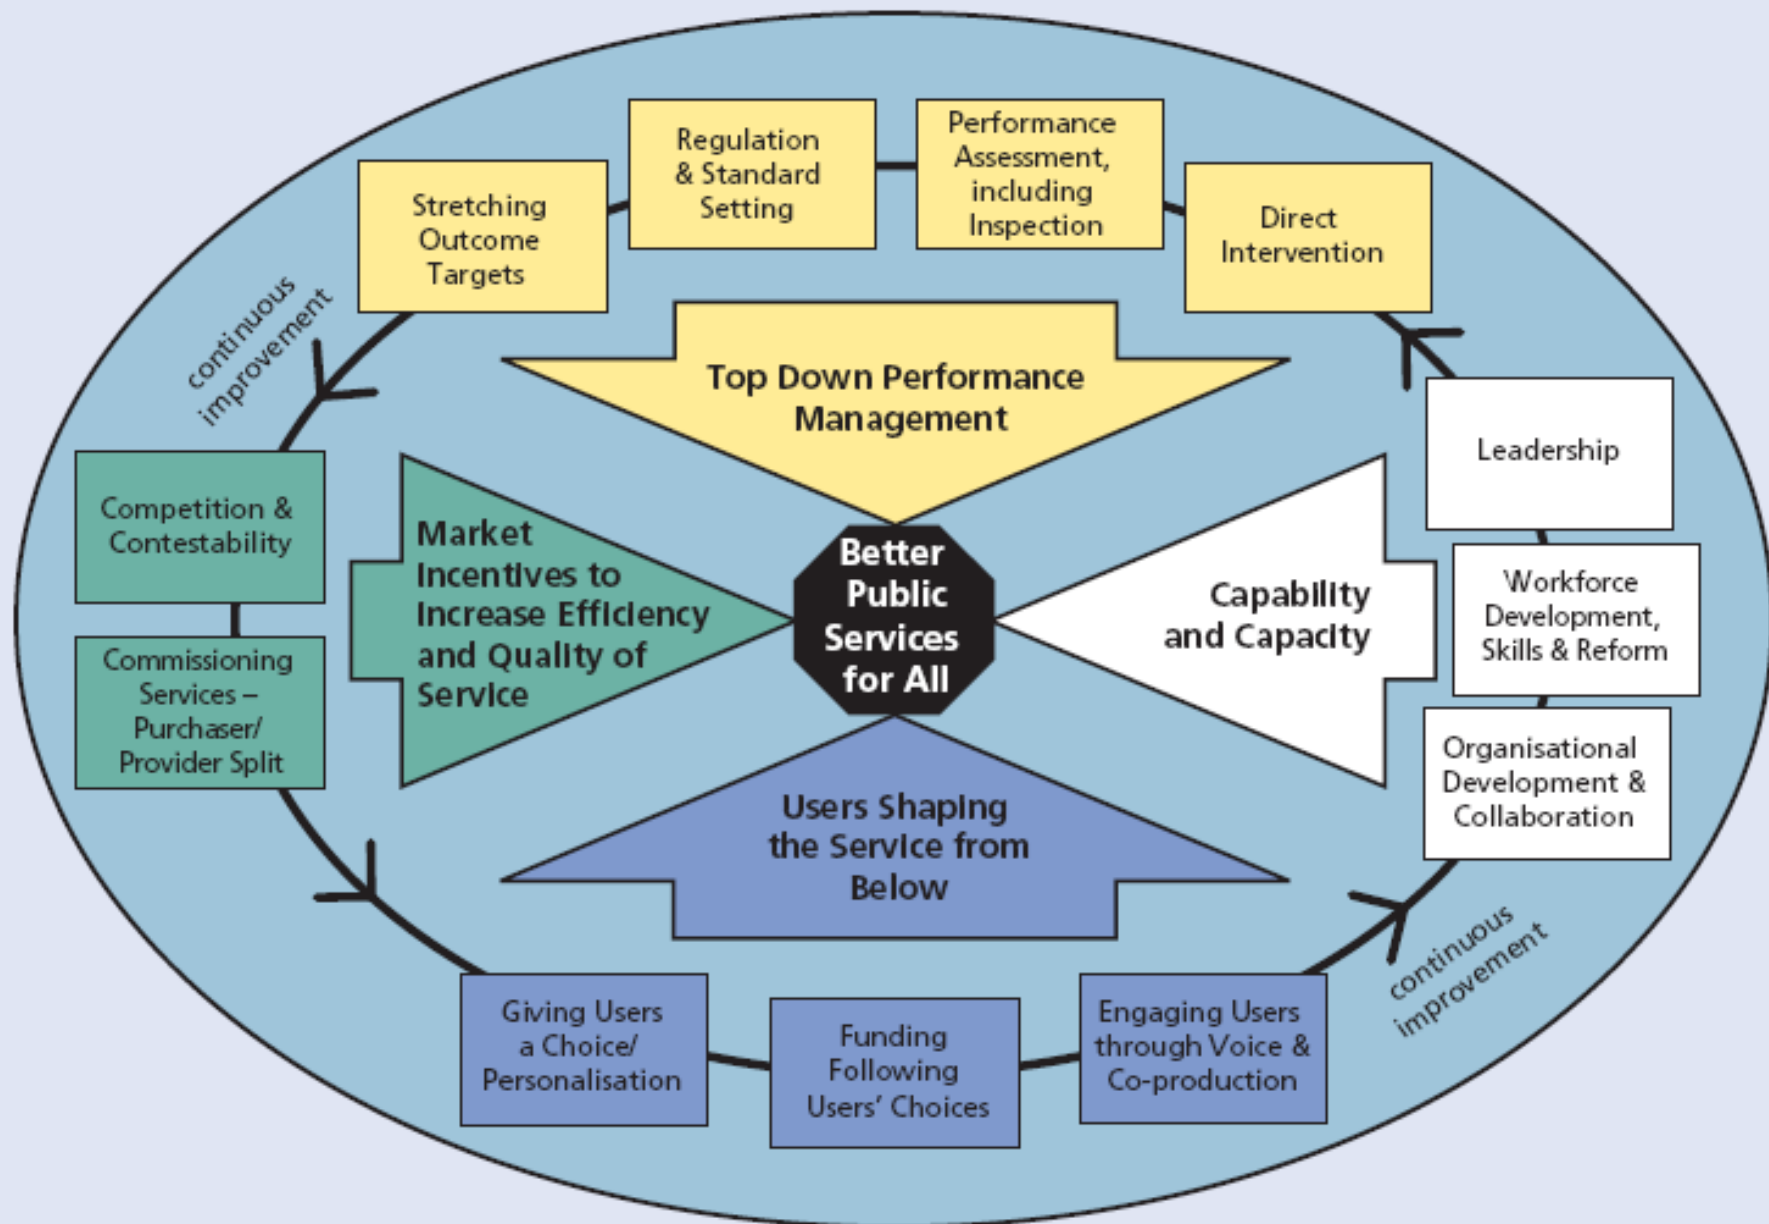 Regulation
& Standard
Setting
Performance
Assessment,
including
Inspection
Stretching
Outcome
Targets
Direct
Intervention
continuous
improvement
Top Down Performance
Management
Leadership
Competition &
Contestability
Market
Incentives to
Increase Efficiency
and Quality of
Service
Better
Public
Services
for All
Capability
and Capacity
Workforce
Development,
Skills & Reform
Commissioning
Services –
Purchaser/
Provider Split
Organisational
Development &
Collaboration
Users Shaping
the Service from
Below
continuous
improvement
Giving Users
a Choice/
Personalisation
Funding
Following
Users’ Choices
Engaging Users
through Voice &
Co-production